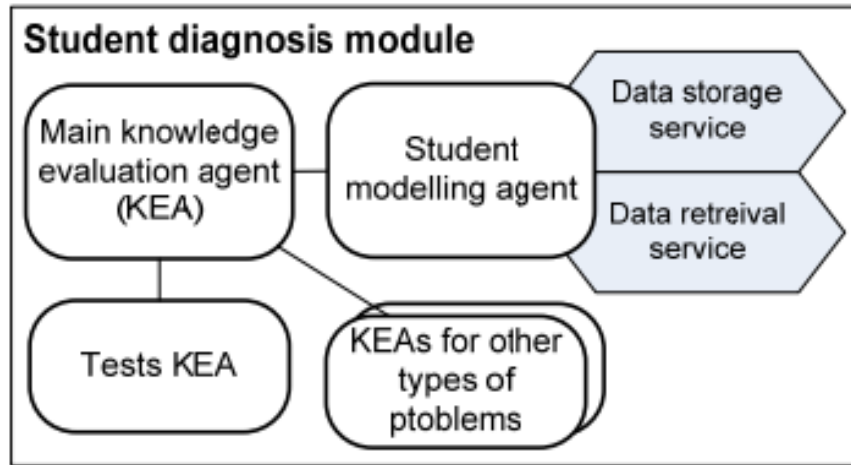 Student diagnosis module
Main knowledge
evaluation agent
(KEA)
Student
modelling agent
Data storage
service
Data retreival
service
Tests KEA
KEAs for other
types of
ptoblems